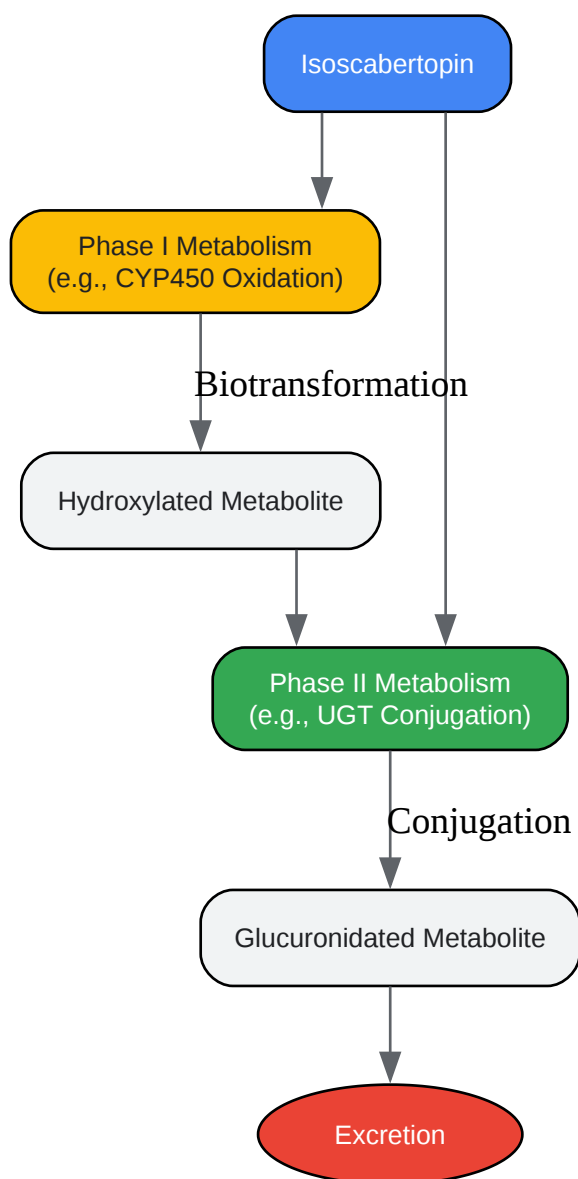 Isoscabertopin
Phase I Metabolism
(e.g., CYP450 Oxidation)
Biotransformation
Hydroxylated Metabolite
Phase II Metabolism
(e.g., UGT Conjugation)
Conjugation
Glucuronidated Metabolite
Excretion